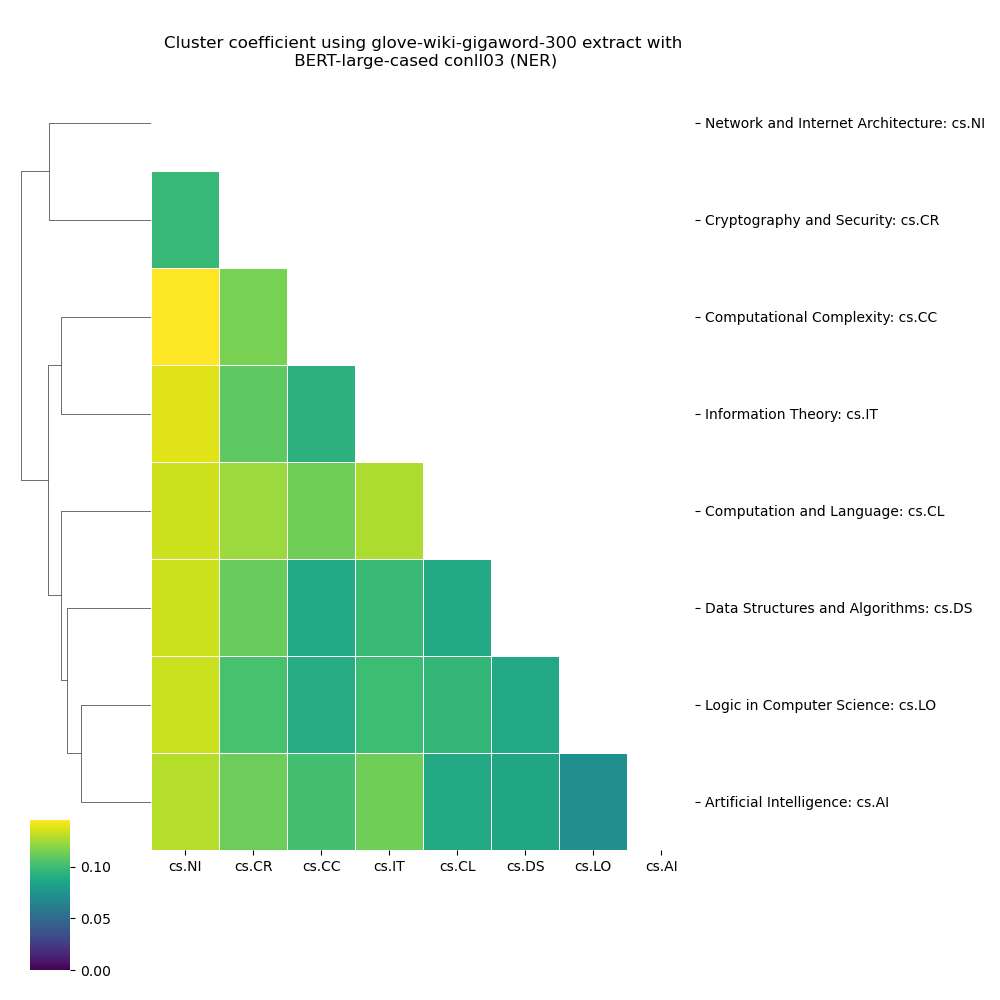 Cluster coefficient using glove-wiki-gigaword-300 extract with
BERT-large-cased conll03 (NER)
Network and Internet Architecture: cs.NI
Cryptography and Security: cs.CR
Computational Complexity: cs.CC
Information Theory: cs.IT
Computation and Language: cs.CL
Data Structures and Algorithms: cs.DS
Logic in Computer Science: cs.LO
Artificial Intelligence: cs.AI
cs.NI cs.CR cs.CC cs.IT cs.CL cs.DS cs.LO cs.AI
0.10
0.05
0.00